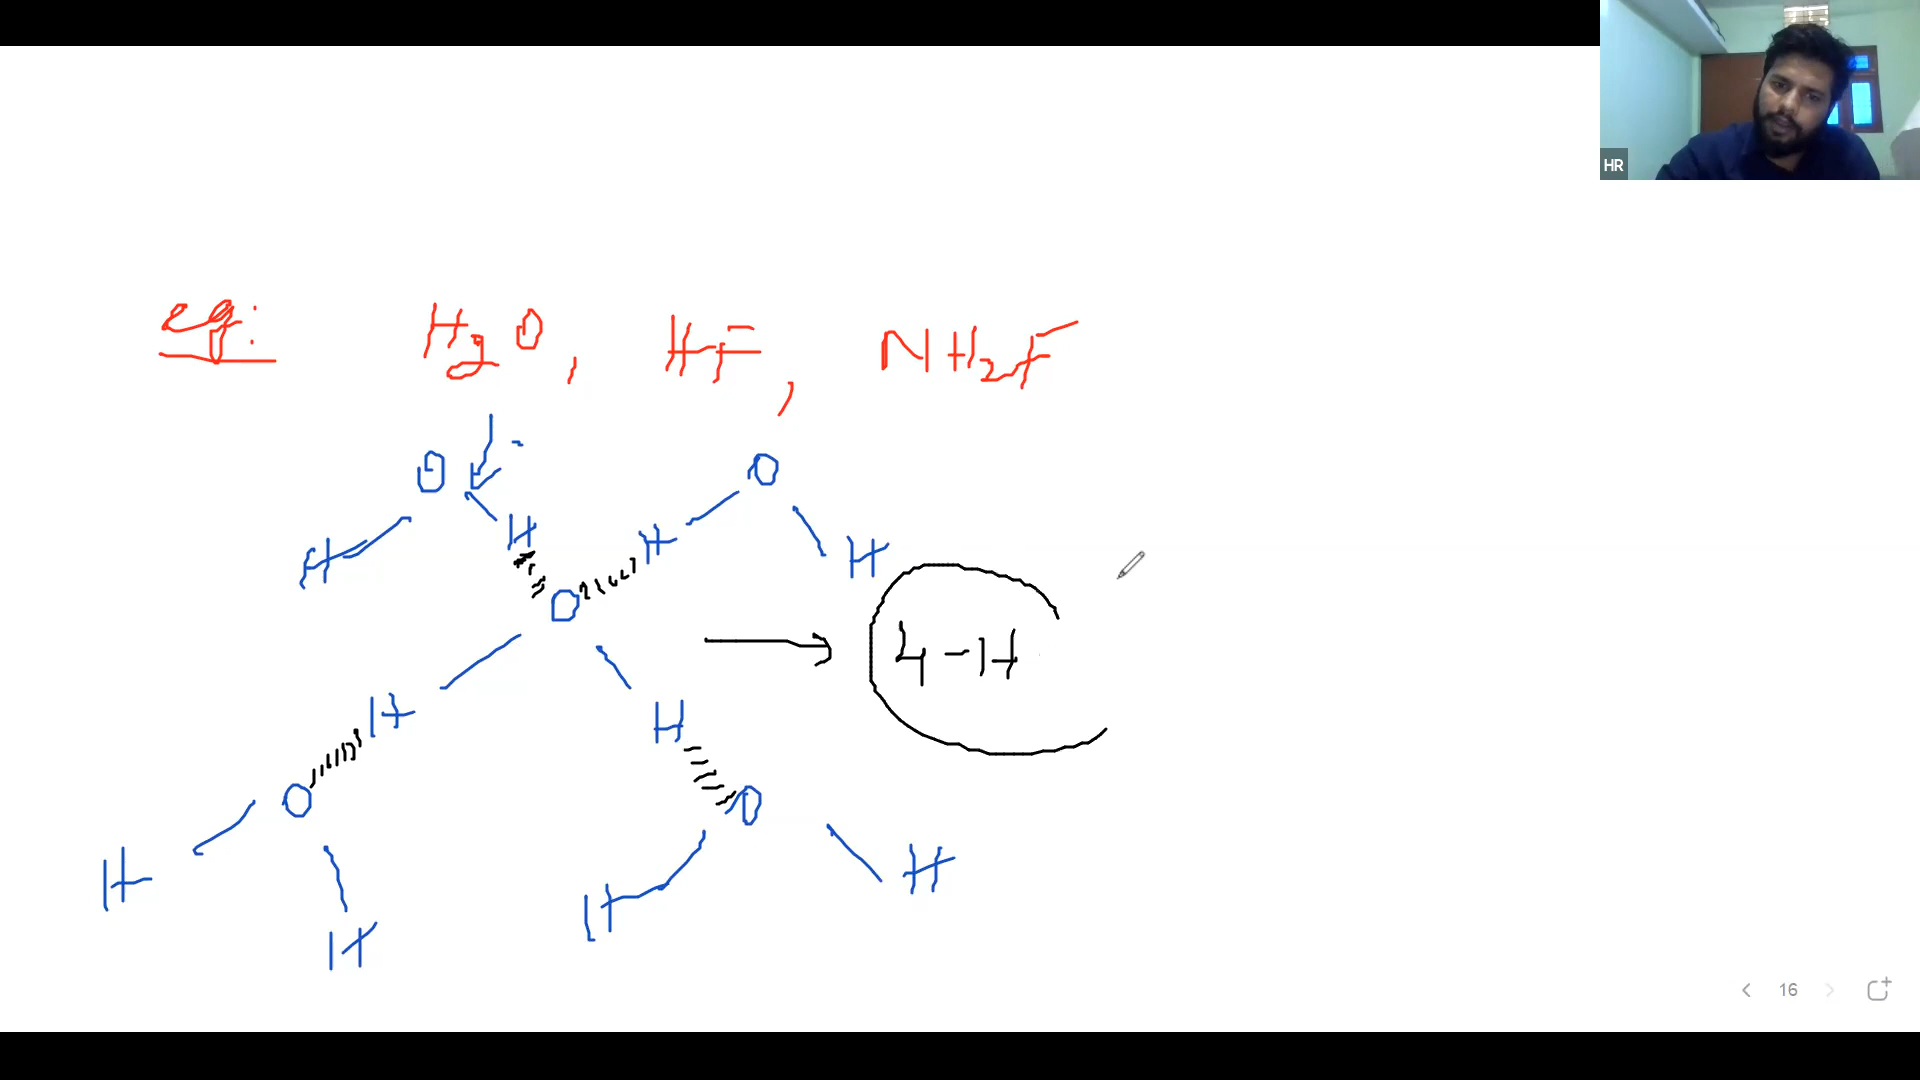 HR
eg: H2O, HF, NH2F
O O
H H H H
O
4-H
H H
O O
H H H H
16